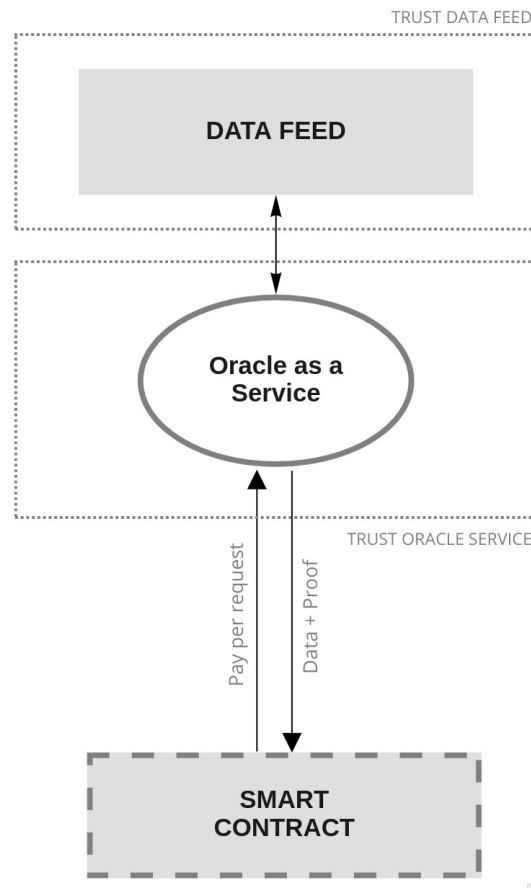 TRUST DATA FEED
DATA FEED
Oracle as a
Service
TRUST ORACLE SERVICE
Pay per request
Data + Proof
SMART
CONTRACT